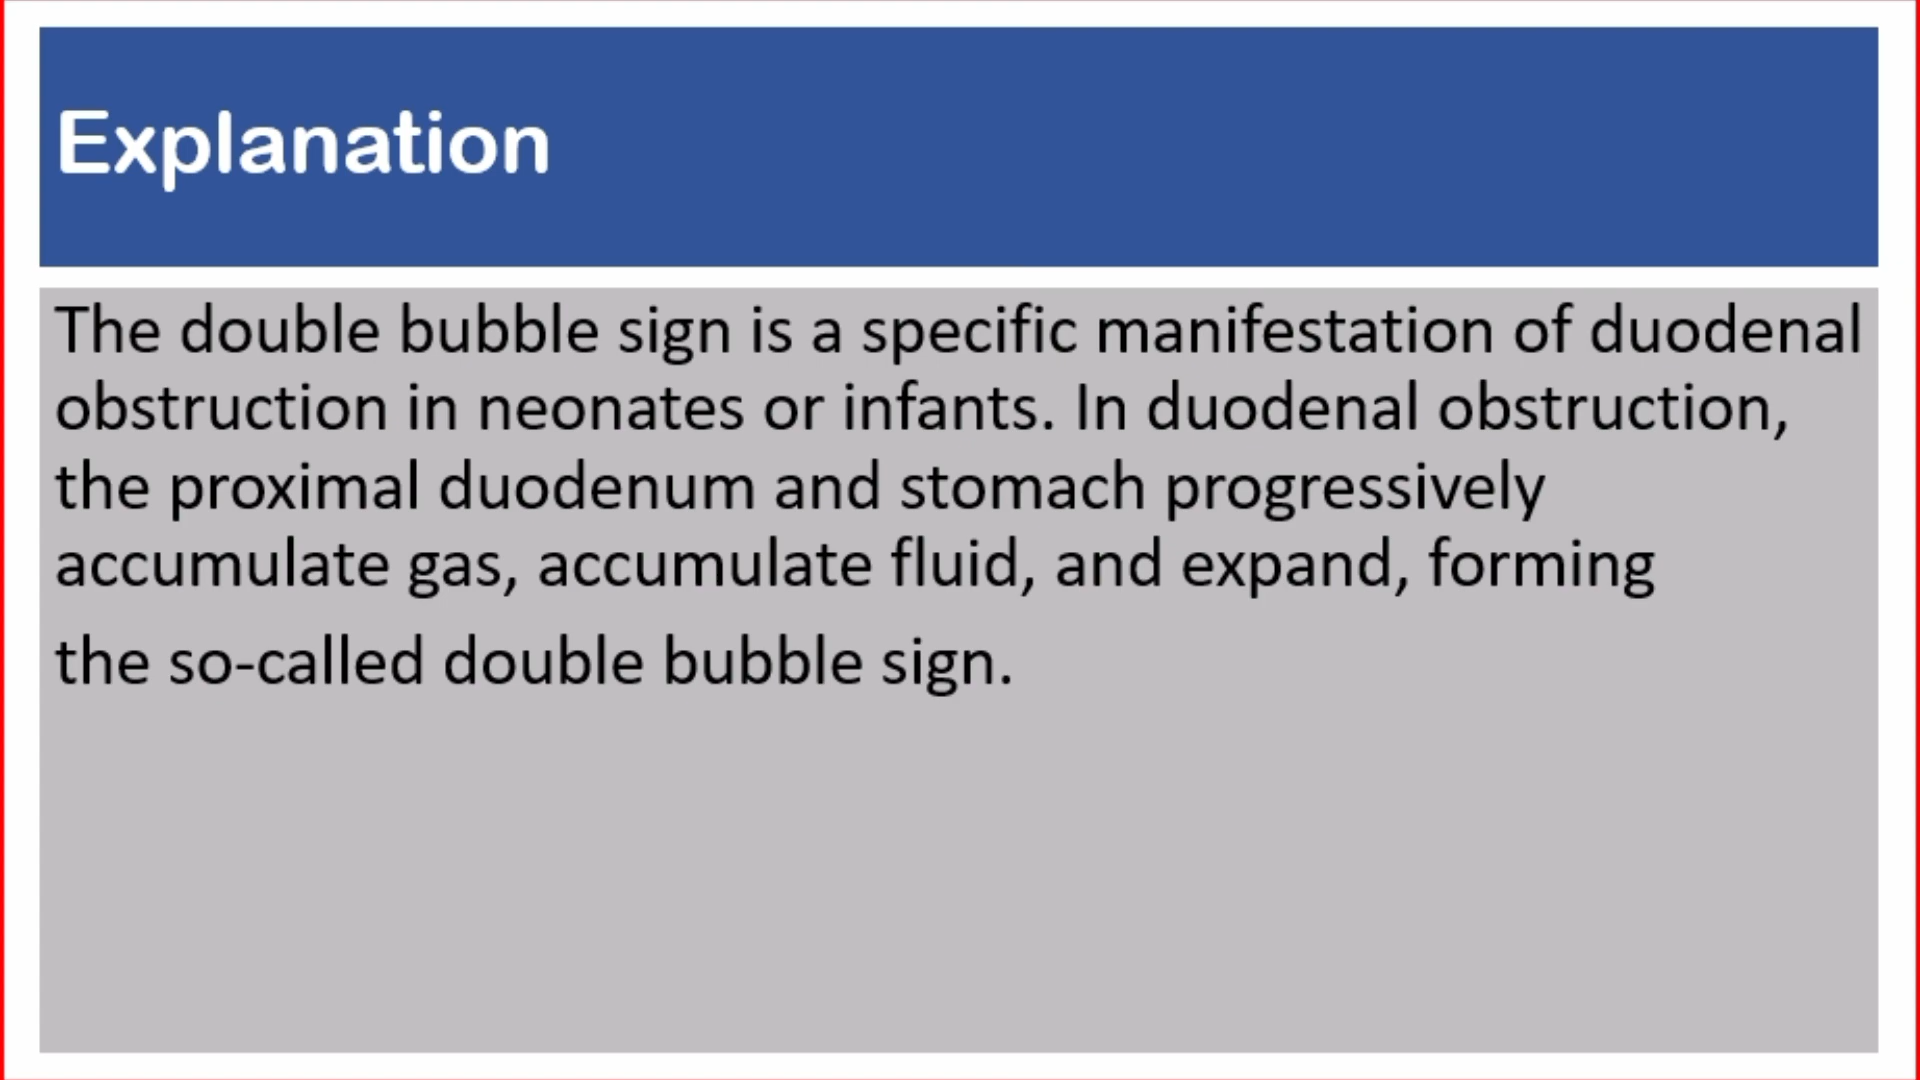 Explanation
The double bubble sign is a specific manifestation of duodenal
obstruction in neonates or infants. In duodenal obstruction,
the proximal duodenum and stomach progressively
accumulate gas, accumulate fluid, and expand, forming
the so-called double bubble sign.